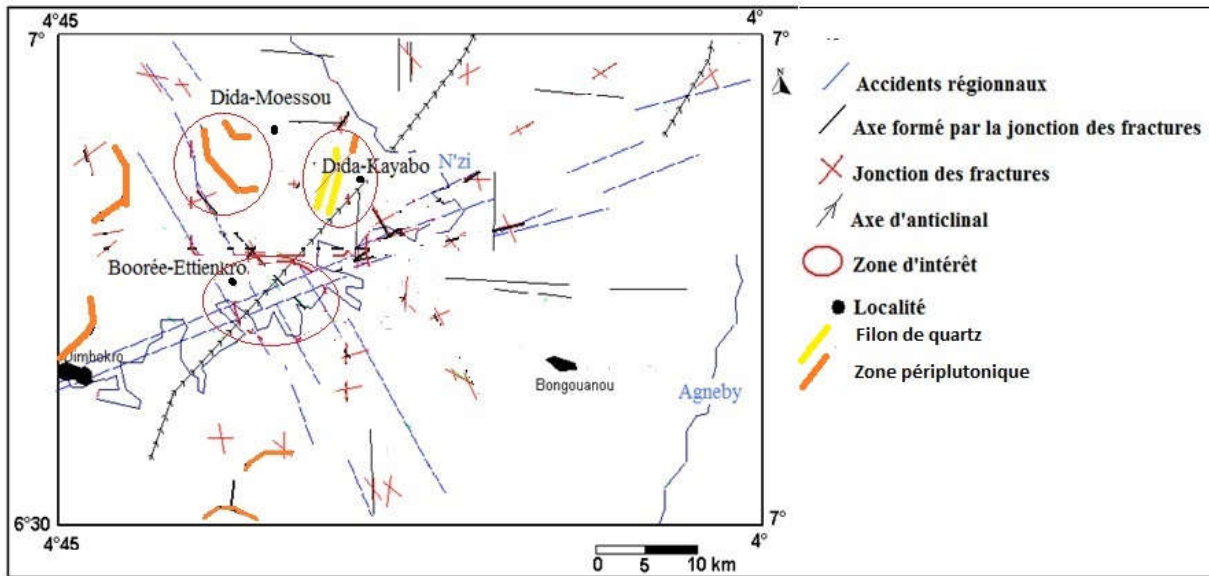 4°45
4°
7°
7°
Dida-Moessou
Dida-Kayabo
N'zi
Boorée-Ettienkro
Dimbokro
Bongouanou
Agneby
6°30
7°
4°45
4°
0 5 10 km
N
Accidents régionnaux
Axe formé par la jonction des fractures
Jonction des fractures
Axe d'anticlinal
Zone d'intérêt
Localité
Filon de quartz
Zone périplutonique